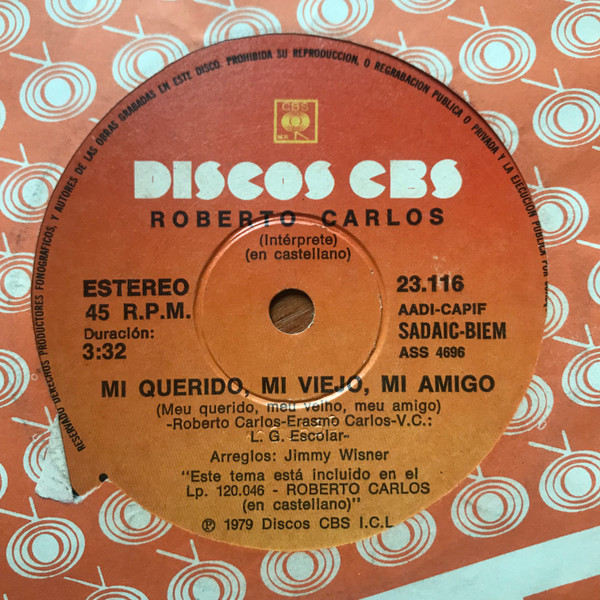 RESERVADO DERECHOS PRODUCTORES FONOGRAFICOS, Y AUTORES DE LAS OBRAS GRABADAS EN ESTE DISCO. PROHIBIDA SU REPRODUCCION, O REGRABACION PUBLICA O PRIVADA Y LA EJECUCION PUBLICA POR
CBS
DISCOS CBS
ROBERTO CARLOS
(Intérprete)
(en castellano)
ESTEREO
45 R.P.M.
Duración:
3:32
23.116
AADI-CAPIF
SADAIC-BIEM
ASS 4696
MI QUERIDO, MI VIEJO, MI AMIGO
(Meu querido, meu velho, meu amigo)
-Roberto Carlos-Erasmo Carlos-V.C.:
L. G. Escolar-
Arreglos: Jimmy Wisner
"Este tema está incluido en el
Lp. 120.046 - ROBERTO CARLOS
(en castellano)"
℗ 1979 Discos CBS I.C.I.